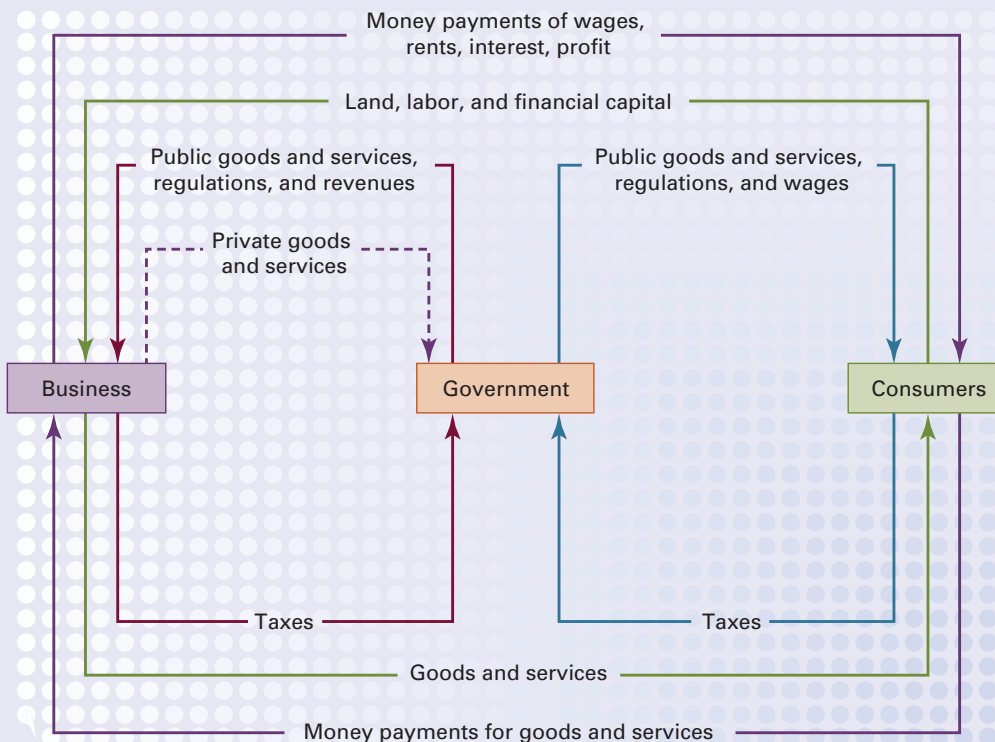 Money payments of wages,
rents, interest, profit
Land, labor, and financial capital
Public goods and services,
regulations, and revenues
Public goods and services,
regulations, and wages
Private goods
and services
Business
Government
Consumers
Taxes
Taxes
Goods and services
Money payments for goods and services